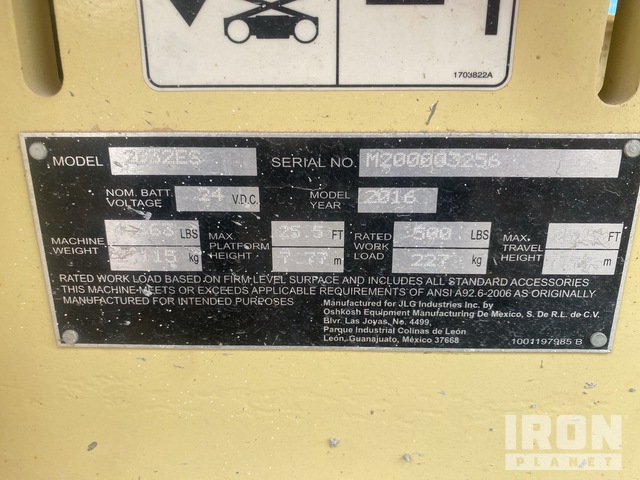 1703822A
MODEL 2032ES SERIAL NO. M200003256
NOM. BATT. VOLTAGE 24 V.D.C. MODEL YEAR 2016
MACHINE WEIGHT LBS kg MAX. PLATFORM HEIGHT 25.5 FT 7.77 m RATED WORK LOAD 500 LBS 227 kg MAX. TRAVEL HEIGHT FT m
RATED WORK LOAD BASED ON FIRM LEVEL SURFACE AND INCLUDES ALL STANDARD ACCESSORIES
THIS MACHINE MEETS OR EXCEEDS APPLICABLE REQUIREMENTS OF ANSI A92.6-2006 AS ORIGINALLY
MANUFACTURED FOR INTENDED PURPOSES
Manufactured for JLG Industries Inc. by
Oshkosh Equipment Manufacturing De Mexico, S. De R.L. de C.V.
Blvr. Las Joyas, No. 4499,
Parque Industrial Colinas de León
León, Guanajuato, México 37668
1001197985 B
IRON
PLANET